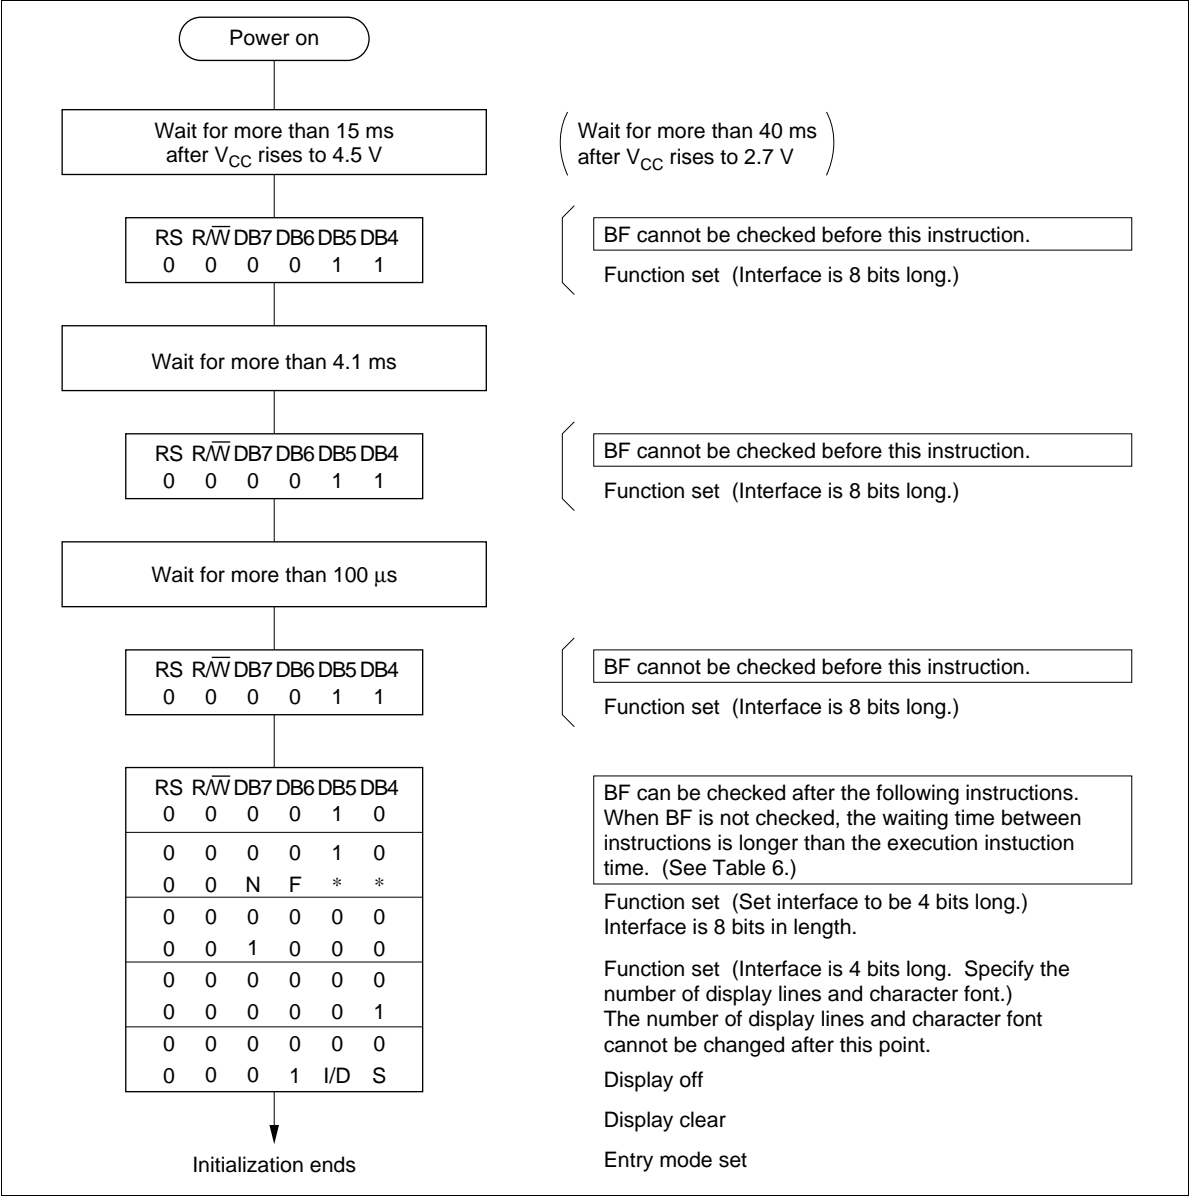 Power on
Wait for more than 15 ms
after VCC rises to 4.5 V
Wait for more than 40 ms
after VCC rises to 2.7 V
RS R/W̅ DB7 DB6 DB5 DB4
0 0 0 0 1 1
BF cannot be checked before this instruction.
Function set (Interface is 8 bits long.)
Wait for more than 4.1 ms
RS R/W̅ DB7 DB6 DB5 DB4
0 0 0 0 1 1
BF cannot be checked before this instruction.
Function set (Interface is 8 bits long.)
Wait for more than 100 µs
RS R/W̅ DB7 DB6 DB5 DB4
0 0 0 0 1 1
BF cannot be checked before this instruction.
Function set (Interface is 8 bits long.)
RS R/W̅ DB7 DB6 DB5 DB4
0 0 0 0 1 0
0 0 0 0 1 0
0 0 N F * *
0 0 0 0 0 0
0 0 1 0 0 0
0 0 0 0 0 0
0 0 0 0 0 1
0 0 0 0 0 0
0 0 0 1 I/D S
BF can be checked after the following instructions.
When BF is not checked, the waiting time between
instructions is longer than the execution instuction
time. (See Table 6.)
Function set (Set interface to be 4 bits long.)
Interface is 8 bits in length.
Function set (Interface is 4 bits long. Specify the
number of display lines and character font.)
The number of display lines and character font
cannot be changed after this point.
Display off
Display clear
Entry mode set
Initialization ends